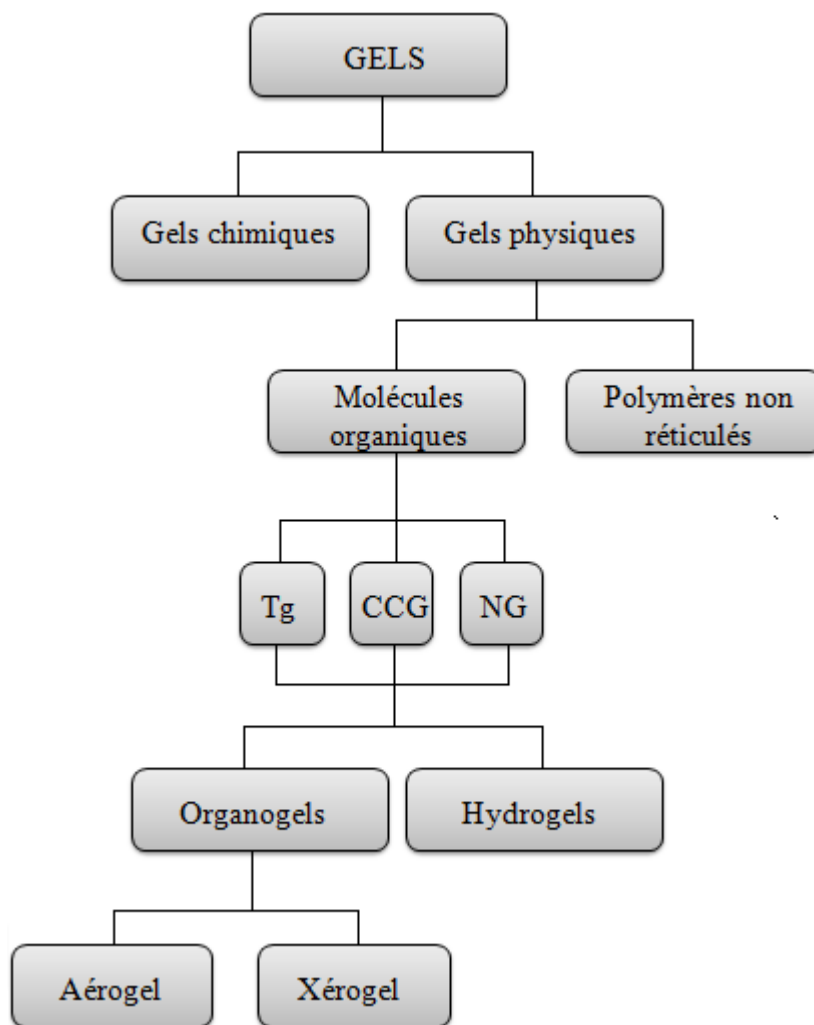 GELS
Gels chimiques
Gels physiques
Molécules
organiques
Polymères non
réticulés
Tg
CCG
NG
Organogels
Hydrogels
Aérogel
Xérogel